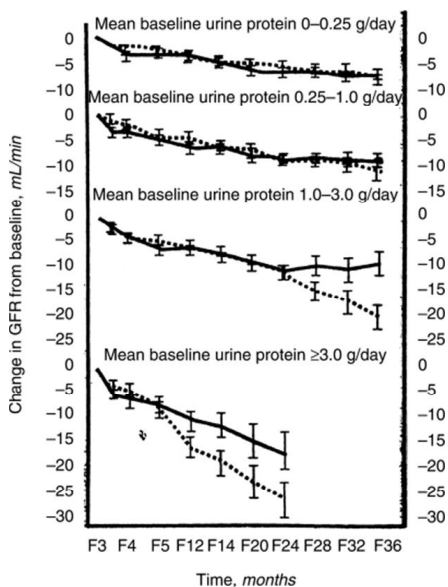 Change in GFR from baseline, mL/min
Mean baseline urine protein 0–0.25 g/day
0 0
−5 −5
−10 −10
Mean baseline urine protein 0.25–1.0 g/day
0 0
−5 −5
−10 −10
−15 −15
Mean baseline urine protein 1.0–3.0 g/day
0 0
−5 −5
−10 −10
−15 −15
−20 −20
−25 −25
Mean baseline urine protein ≥3.0 g/day
0 0
−5 −5
−10 −10
−15 −15
−20 −20
−25 −25
−30 −30
F3 F4 F5 F12 F14 F20 F24 F28 F32 F36
Time, months